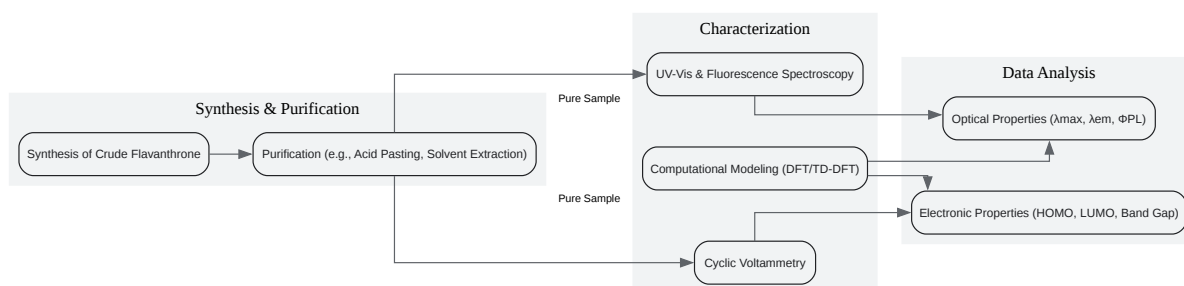 Synthesis & Purification
Synthesis of Crude Flavanthrone
Purification (e.g., Acid Pasting, Solvent Extraction)
Pure Sample
Pure Sample
Characterization
UV-Vis & Fluorescence Spectroscopy
Computational Modeling (DFT/TD-DFT)
Cyclic Voltammetry
Data Analysis
Optical Properties (λmax, λem, ΦPL)
Electronic Properties (HOMO, LUMO, Band Gap)